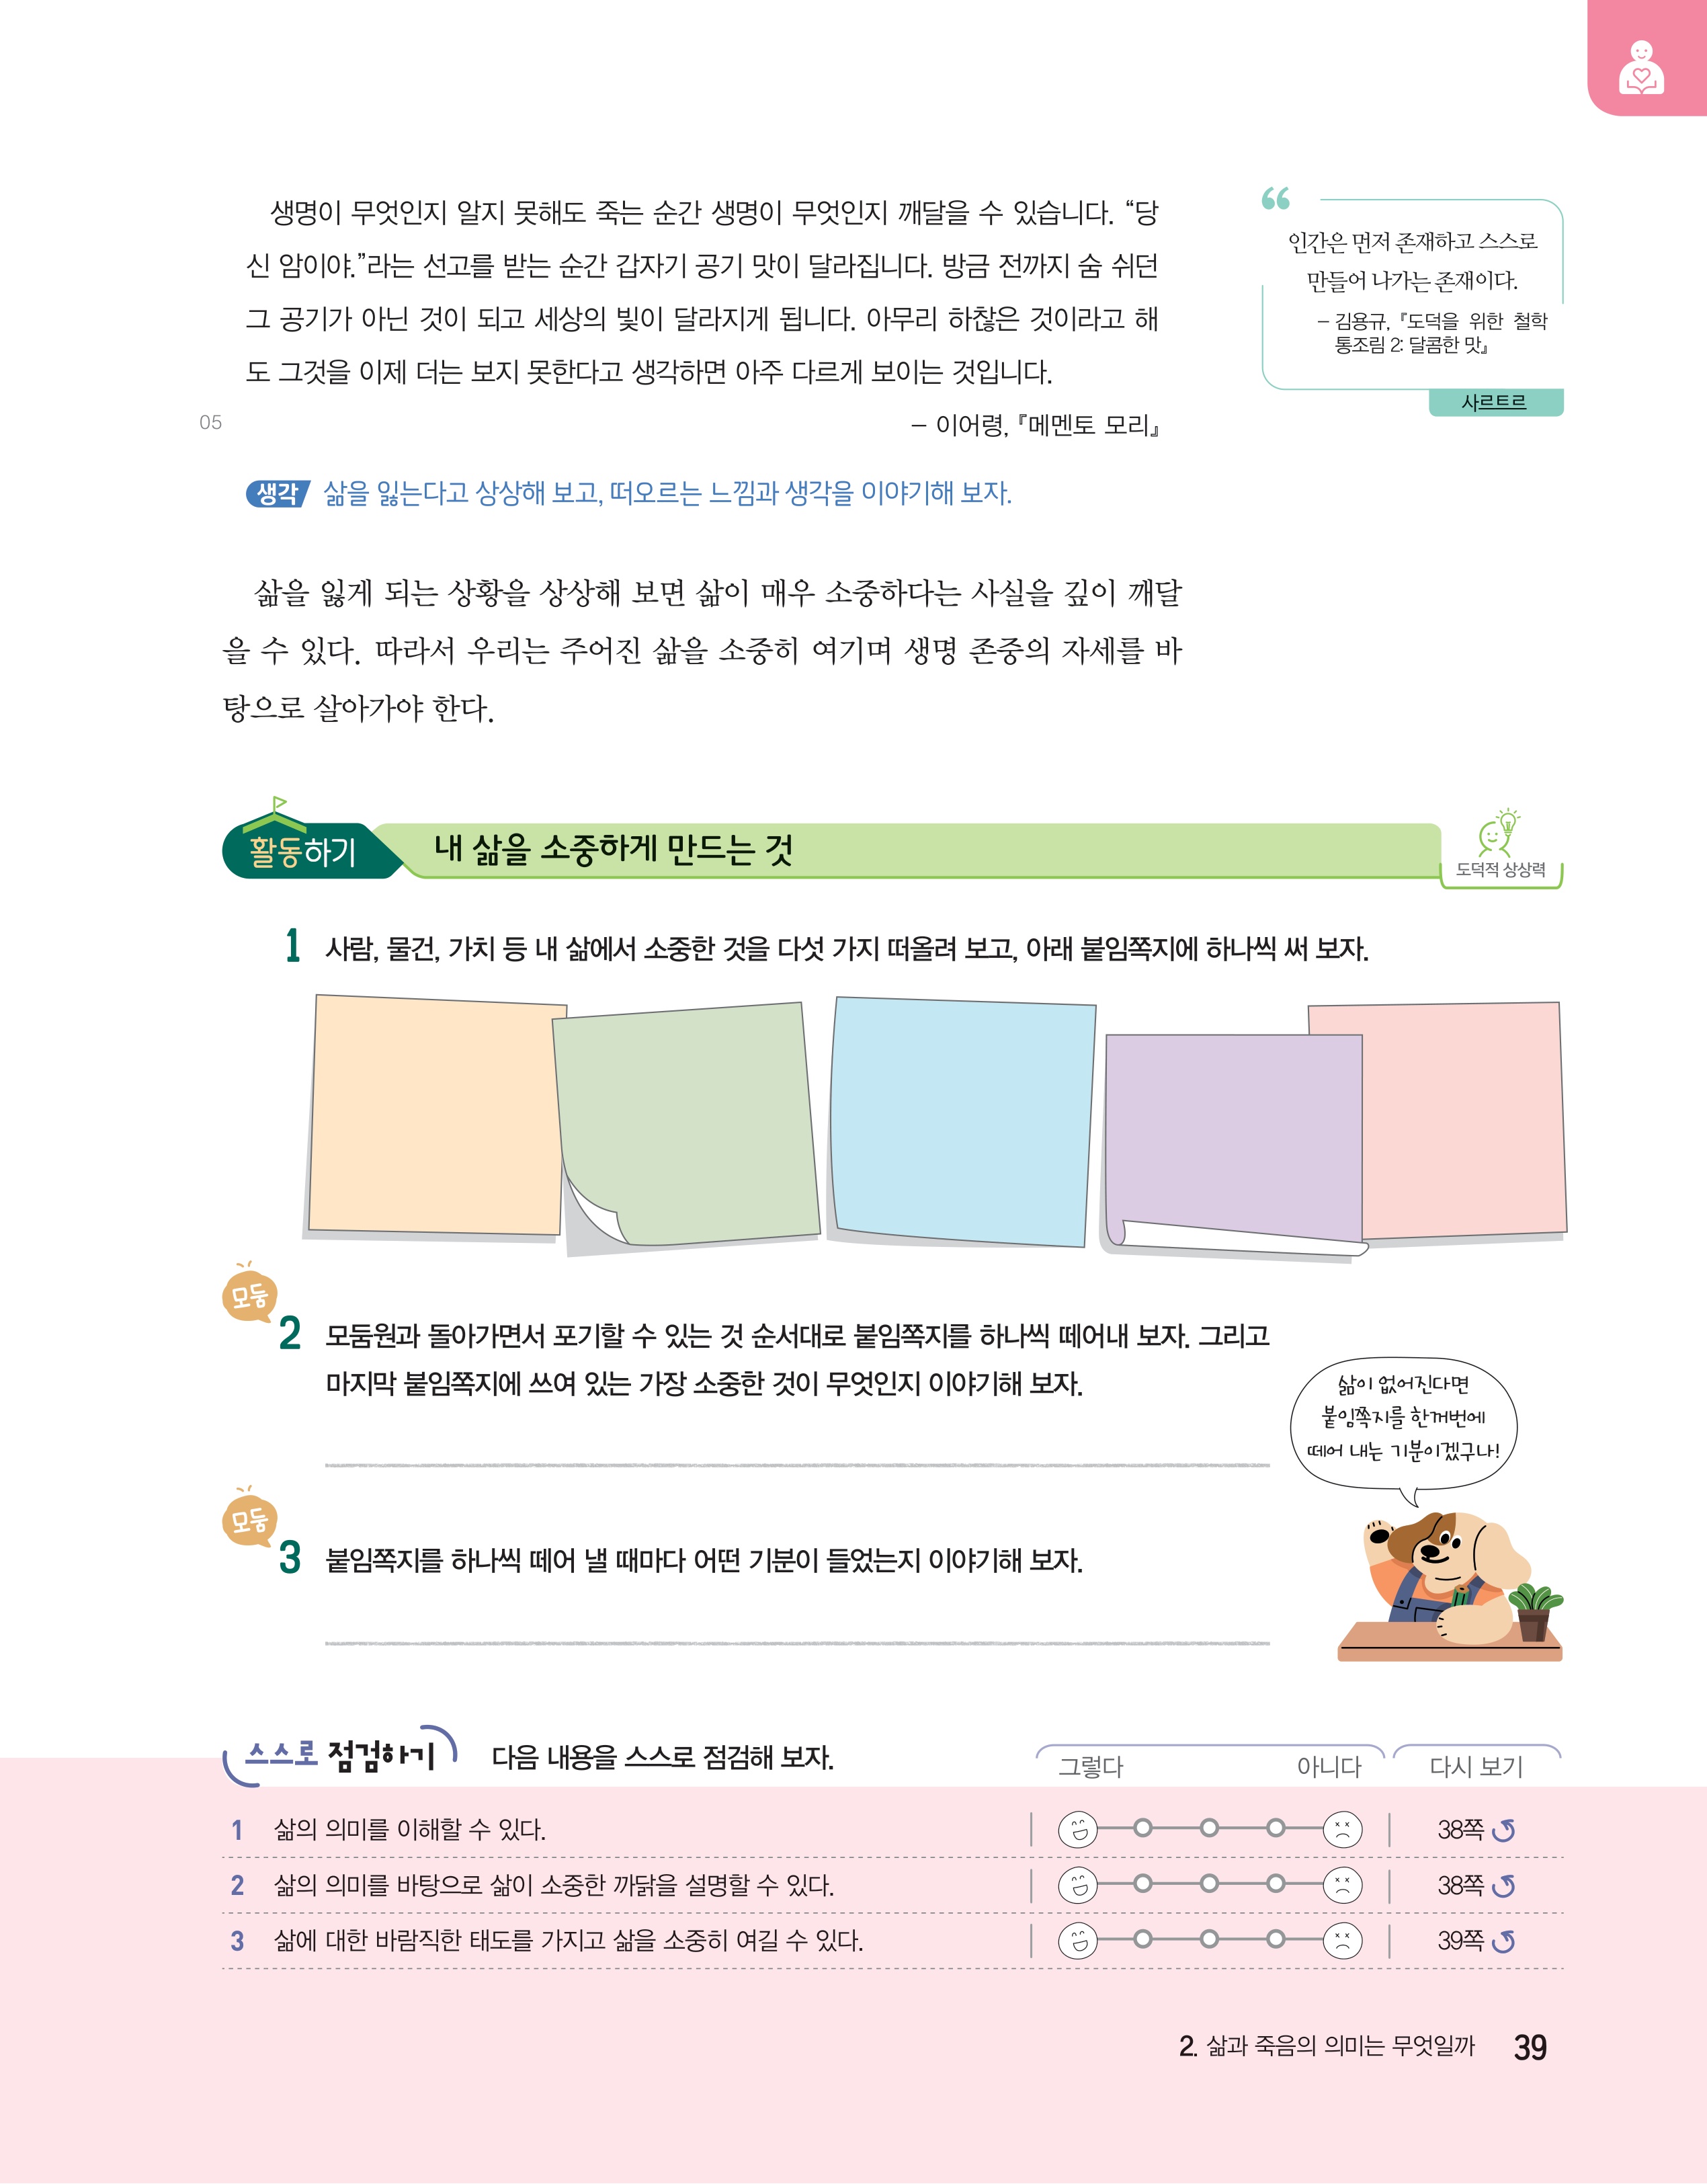 생명이 무엇인지 알지 못해도 죽는 순간 생명이 무엇인지 깨달을 수 있습니다. “당
신 암이야.”라는 선고를 받는 순간 갑자기 공기 맛이 달라집니다. 방금 전까지 숨 쉬던
그 공기가 아닌 것이 되고 세상의 빛이 달라지게 됩니다. 아무리 하찮은 것이라고 해
도 그것을 이제 더는 보지 못한다고 생각하면 아주 다르게 보이는 것입니다.
05
– 이어령, 『메멘토 모리』
“
인간은 먼저 존재하고 스스로
만들어 나가는 존재이다.
– 김용규, 『도덕을 위한 철학
통조림 2: 달콤한 맛』
사르트르
생각 삶을 잃는다고 상상해 보고, 떠오르는 느낌과 생각을 이야기해 보자.
삶을 잃게 되는 상황을 상상해 보면 삶이 매우 소중하다는 사실을 깊이 깨달
을 수 있다. 따라서 우리는 주어진 삶을 소중히 여기며 생명 존중의 자세를 바
탕으로 살아가야 한다.
활동하기 내 삶을 소중하게 만드는 것
도덕적 상상력
1 사람, 물건, 가치 등 내 삶에서 소중한 것을 다섯 가지 떠올려 보고, 아래 붙임쪽지에 하나씩 써 보자.
모둠
2 모둠원과 돌아가면서 포기할 수 있는 것 순서대로 붙임쪽지를 하나씩 떼어내 보자. 그리고
마지막 붙임쪽지에 쓰여 있는 가장 소중한 것이 무엇인지 이야기해 보자.
삶이 없어진다면
붙임쪽지를 한꺼번에
떼어 내는 기분이겠구나!
모둠
3 붙임쪽지를 하나씩 떼어 낼 때마다 어떤 기분이 들었는지 이야기해 보자.
스스로 점검하기 다음 내용을 스스로 점검해 보자.
그렇다 아니다 다시 보기
1 삶의 의미를 이해할 수 있다. 38쪽
2 삶의 의미를 바탕으로 삶이 소중한 까닭을 설명할 수 있다. 38쪽
3 삶에 대한 바람직한 태도를 가지고 삶을 소중히 여길 수 있다. 39쪽
2. 삶과 죽음의 의미는 무엇일까 39